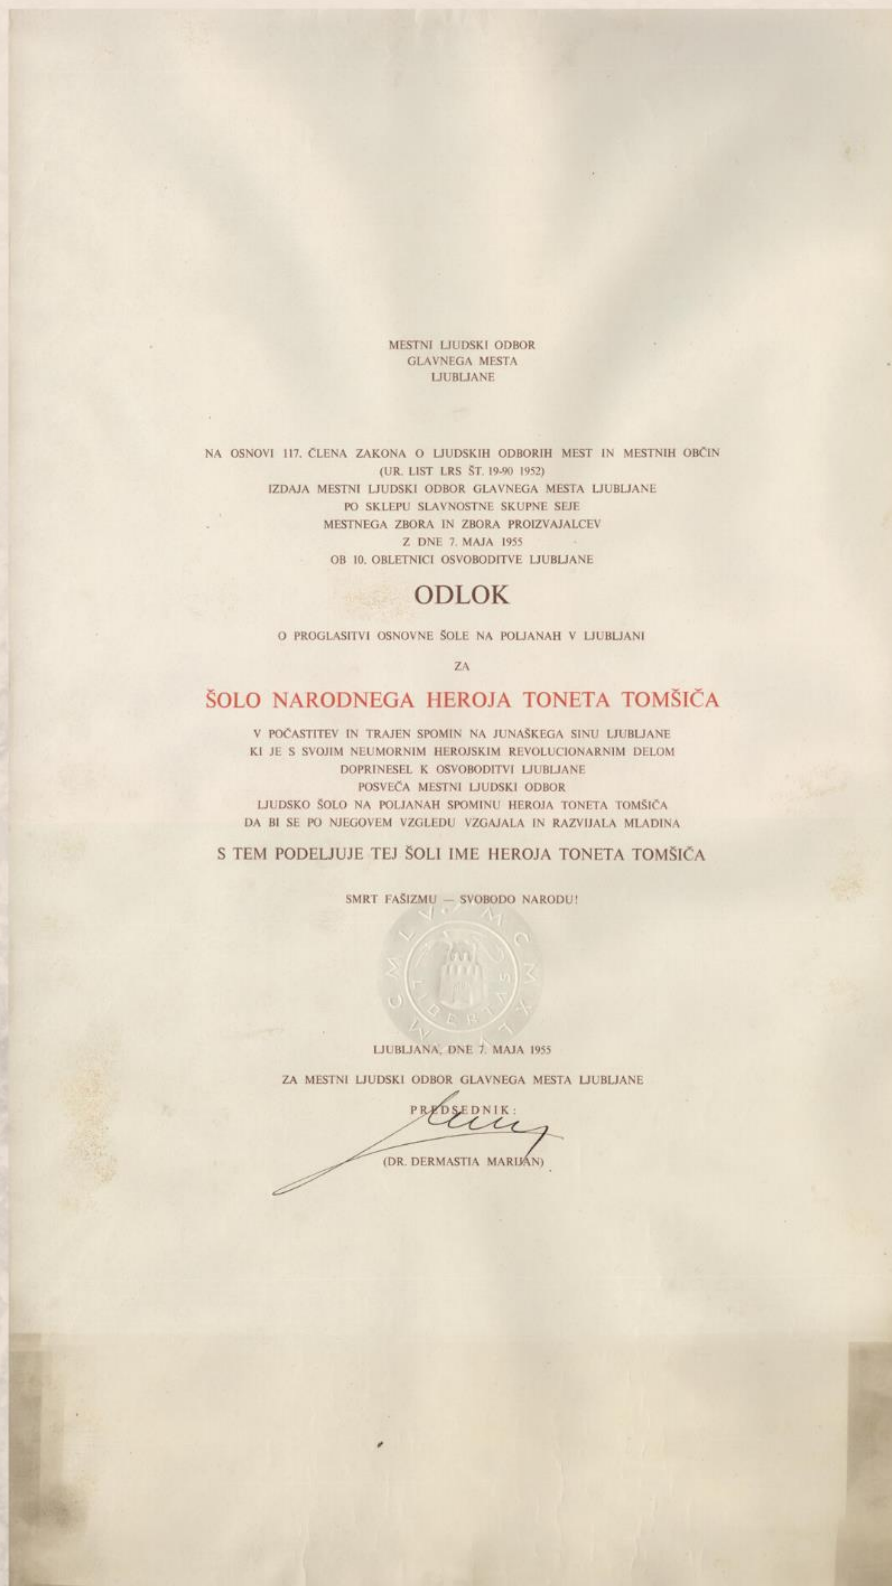 MESTNI LJUDSKI ODBOR
GLAVNEGA MESTA
LJUBLJANE
NA OSNOVI 117. ČLENA ZAKONA O LJUDSKIH ODBORIH MEST IN MESTNIH OBČIN
(UR. LIST LRS ŠT. 19-90 1952)
IZDAJA MESTNI LJUDSKI ODBOR GLAVNEGA MESTA LJUBLJANE
PO SKLEPU SLAVNOSTNE SKUPNE SEJE
MESTNEGA ZBORA IN ZBORA PROIZVAJALCEV
Z DNE 7. MAJA 1955
OB 10. OBLETNICI OSVOBODITVE LJUBLJANE
ODLOK
O PROGLASITVI OSNOVNE ŠOLE NA POLJANAH V LJUBLJANI
ZA
ŠOLO NARODNEGA HEROJA TONETA TOMŠIČA
V POČASTITEV IN TRAJEN SPOMIN NA JUNAŠKEGA SINU LJUBLJANE
KI JE S SVOJIM NEUMORNIM HEROJSKIM REVOLUCIONARNIM DELOM
DOPRINESEL K OSVOBODITVI LJUBLJANE
POSVEČA MESTNI LJUDSKI ODBOR
LJUDSKO ŠOLO NA POLJANAH SPOMINU HEROJA TONETA TOMŠIČA
DA BI SE PO NJEGOVEM VZGLEDU VZGAJALA IN RAZVIJALA MLADINA
S TEM PODELJUJE TEJ ŠOLI IME HEROJA TONETA TOMŠIČA
SMRT FAŠIZMU — SVOBODO NARODU!
MCMLV MCMXLV
LIBERTAS
LJUBLJANA, DNE 7. MAJA 1955
ZA MESTNI LJUDSKI ODBOR GLAVNEGA MESTA LJUBLJANE
PREDSEDNIK:
(DR. DERMASTIA MARIJAN)